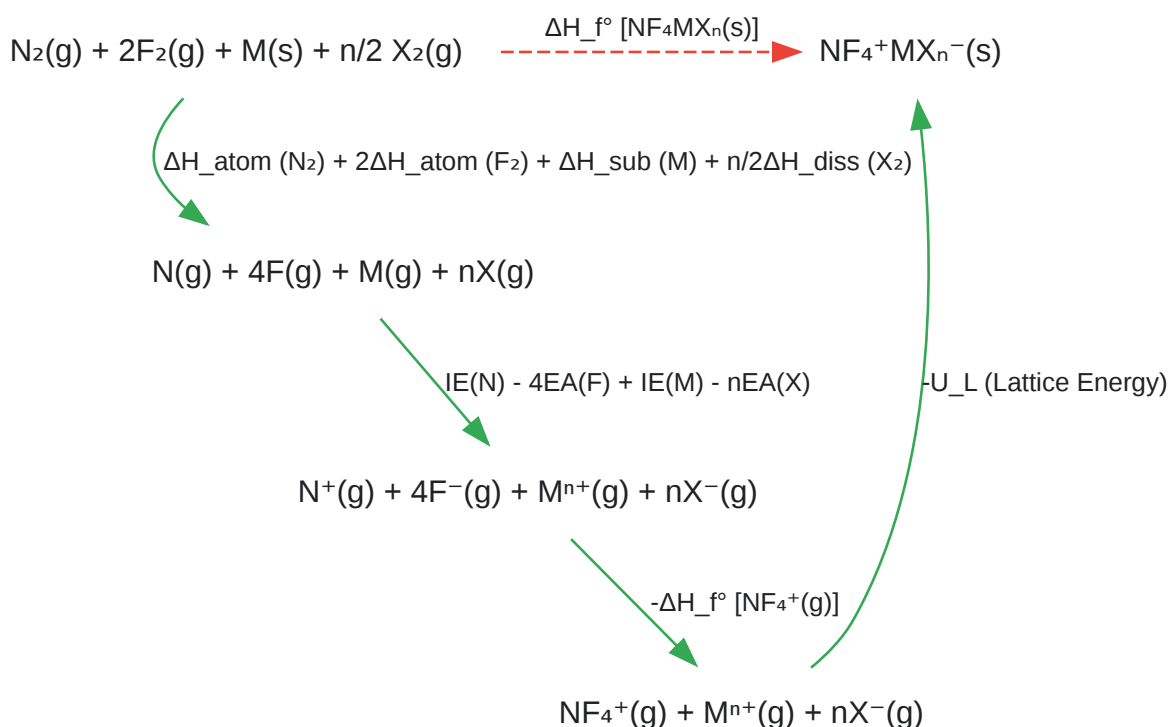 ΔH_f° [NF₄MXₙ(s)]
N₂(g) + 2F₂(g) + M(s) + n/2 X₂(g)
NF₄⁺MXₙ⁻(s)
ΔH_atom (N₂) + 2ΔH_atom (F₂) + ΔH_sub (M) + n/2ΔH_diss (X₂)
N(g) + 4F(g) + M(g) + nX(g)
IE(N) - 4EA(F) + IE(M) - nEA(X)
-U_L (Lattice Energy)
N⁺(g) + 4F⁻(g) + Mⁿ⁺(g) + nX⁻(g)
-ΔH_f° [NF₄⁺(g)]
NF₄⁺(g) + Mⁿ⁺(g) + nX⁻(g)